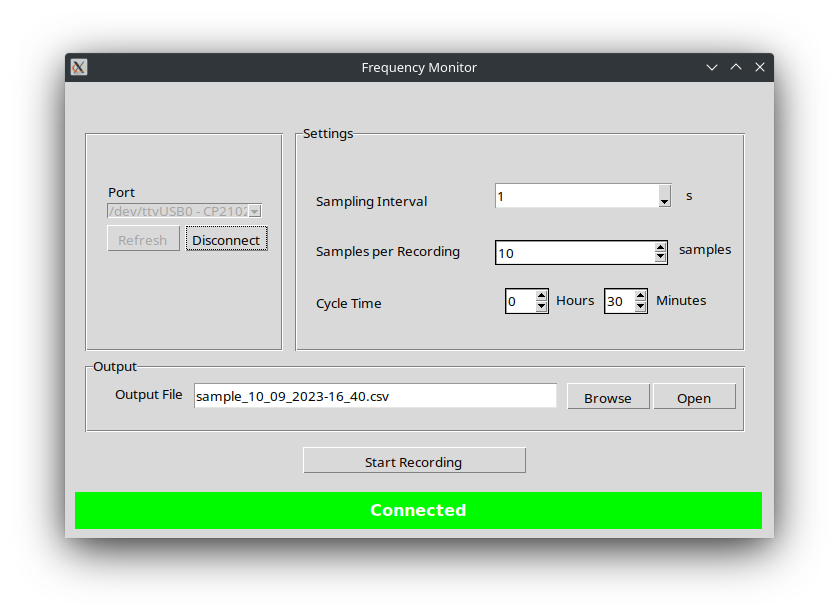 Frequency Monitor
Settings
Port
/dev/ttyUSB0 - CP2102
Refresh
Disconnect
Sampling Interval
1
s
Samples per Recording
10
samples
Cycle Time
0
Hours
30
Minutes
Output
Output File
sample_10_09_2023-16_40.csv
Browse
Open
Start Recording
Connected